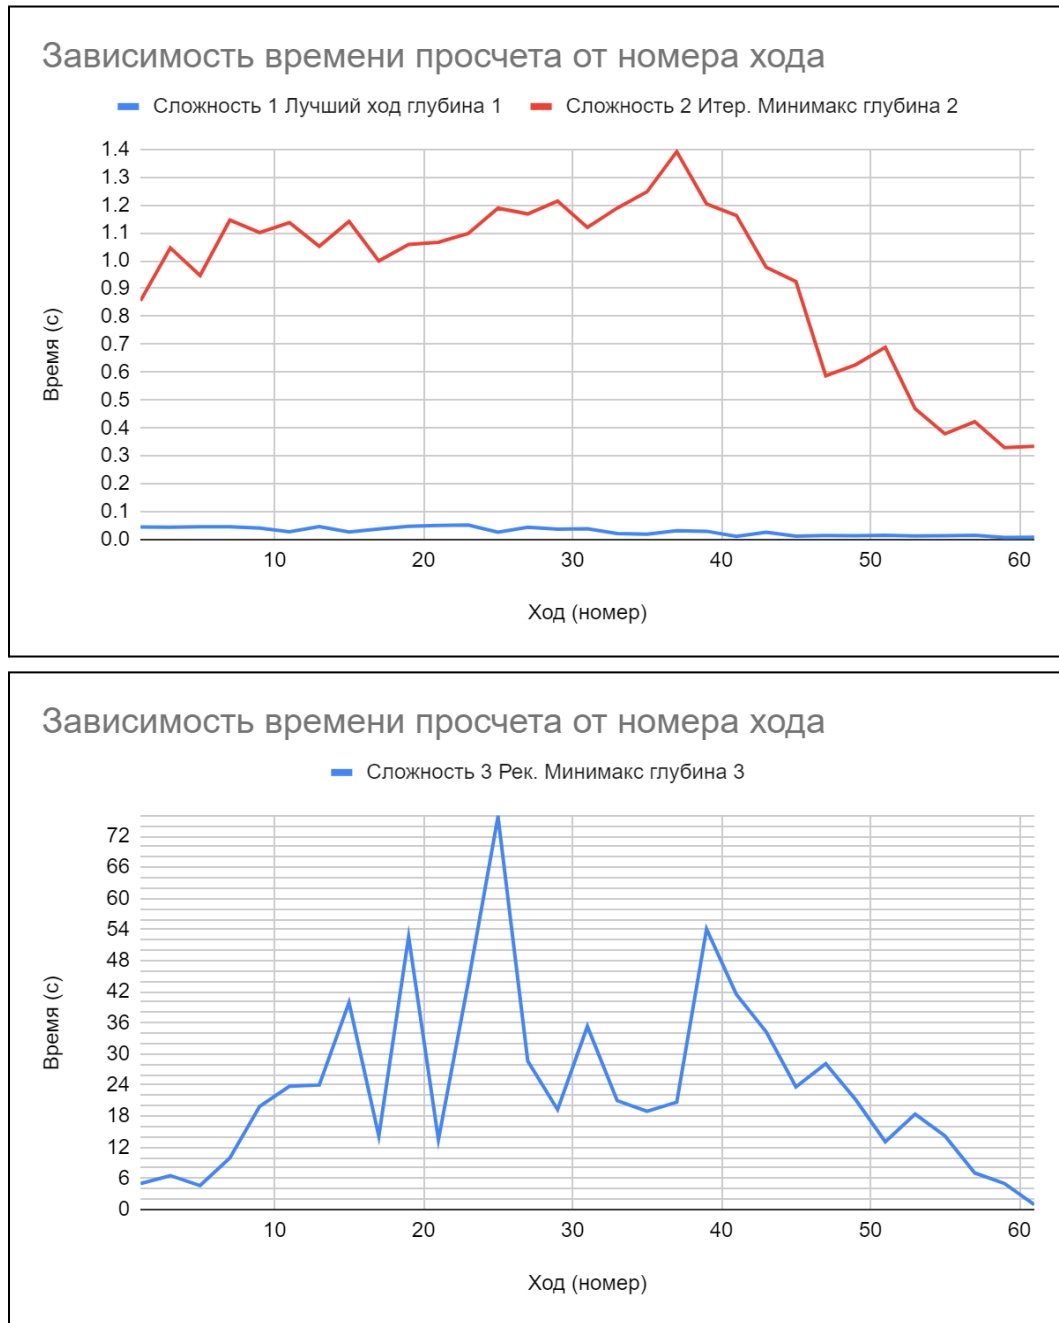 Зависимость времени просчета от номера хода
Сложность 1 Лучший ход глубина 1 Сложность 2 Итер. Минимакс глубина 2
1.4
1.3
1.2
1.1
1.0
0.9
0.8
0.7
0.6
0.5
0.4
0.3
0.2
0.1
0.0
Время (с)
10 20 30 40 50 60
Ход (номер)
Зависимость времени просчета от номера хода
Сложность 3 Рек. Минимакс глубина 3
72
66
60
54
48
42
36
30
24
18
12
6
0
Время (с)
10 20 30 40 50 60
Ход (номер)